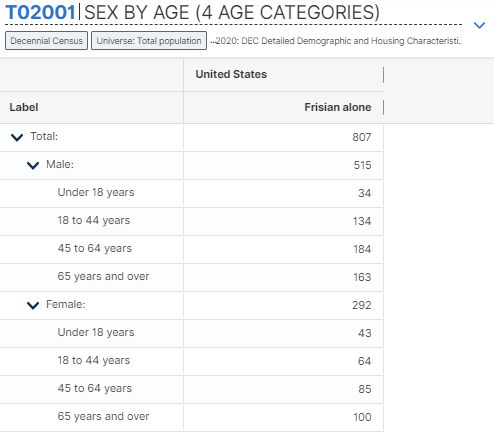 T02001 | SEX BY AGE (4 AGE CATEGORIES)
Decennial Census Universe: Total population ...2020: DEC Detailed Demographic and Housing Characteristi..
United States
Label Frisian alone
Total: 807
Male: 515
Under 18 years 34
18 to 44 years 134
45 to 64 years 184
65 years and over 163
Female: 292
Under 18 years 43
18 to 44 years 64
45 to 64 years 85
65 years and over 100